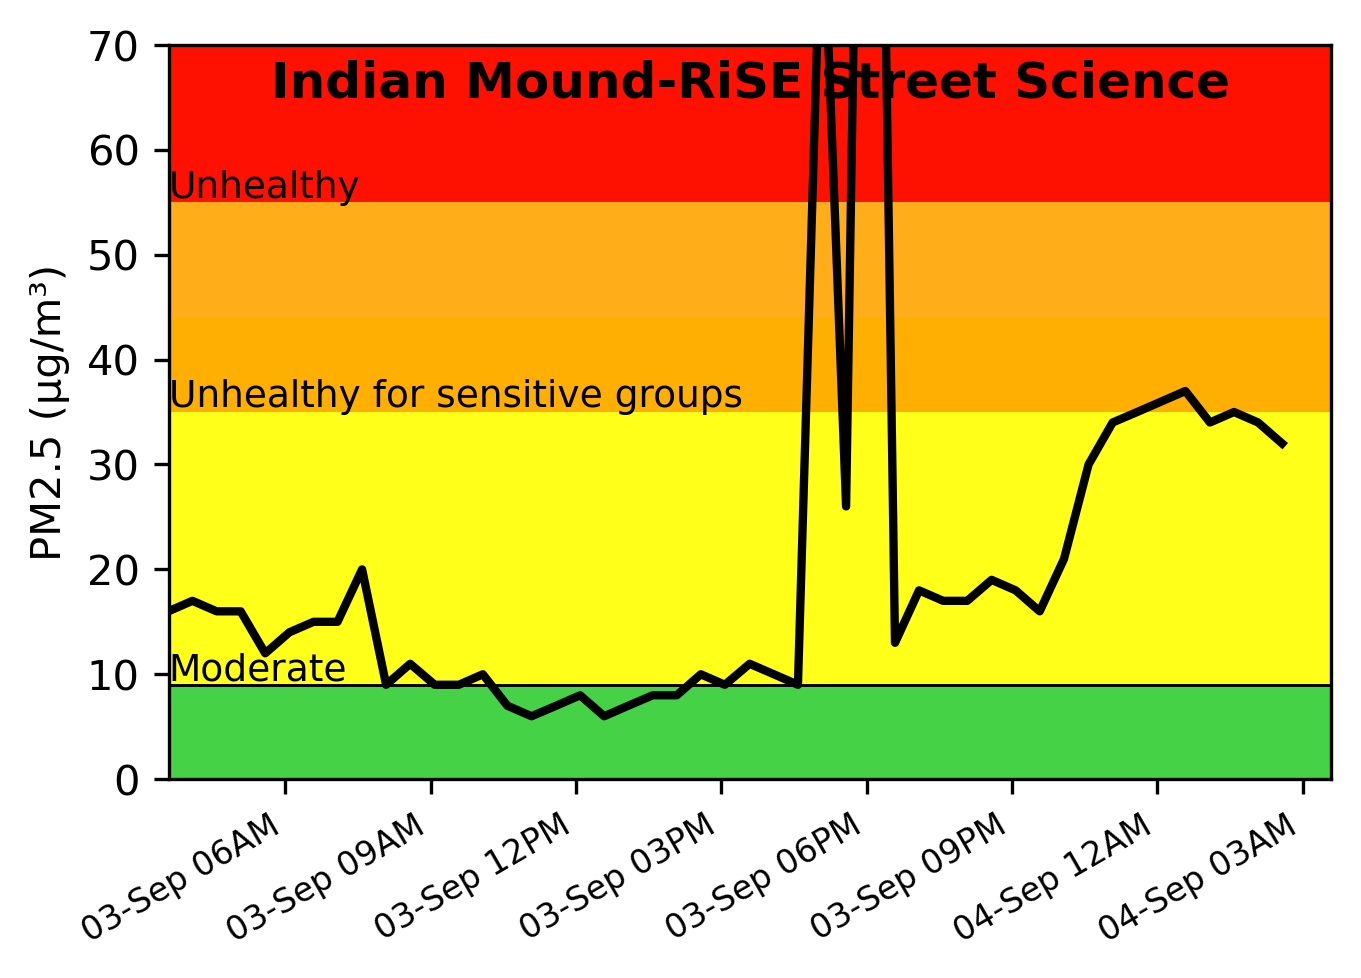 Indian Mound-RiSE Street Science
PM2.5 (µg/m³)
70
60
50
40
30
20
10
0
Unhealthy
Unhealthy for sensitive groups
Moderate
03-Sep 06AM
03-Sep 09AM
03-Sep 12PM
03-Sep 03PM
03-Sep 06PM
03-Sep 09PM
04-Sep 12AM
04-Sep 03AM